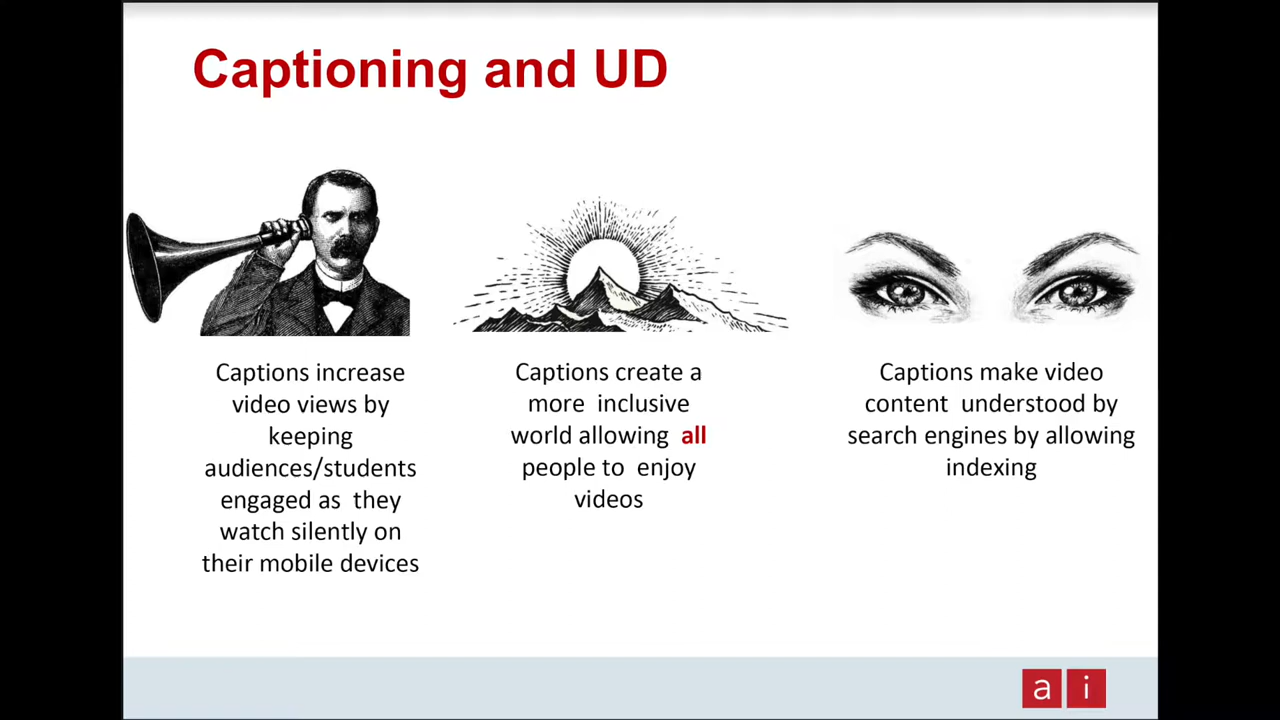 Captioning and UD
Captions increase
video views by
keeping
audiences/students
engaged as they
watch silently on
their mobile devices
Captions create a
more inclusive
world allowing all
people to enjoy
videos
Captions make video
content understood by
search engines by allowing
indexing
a i